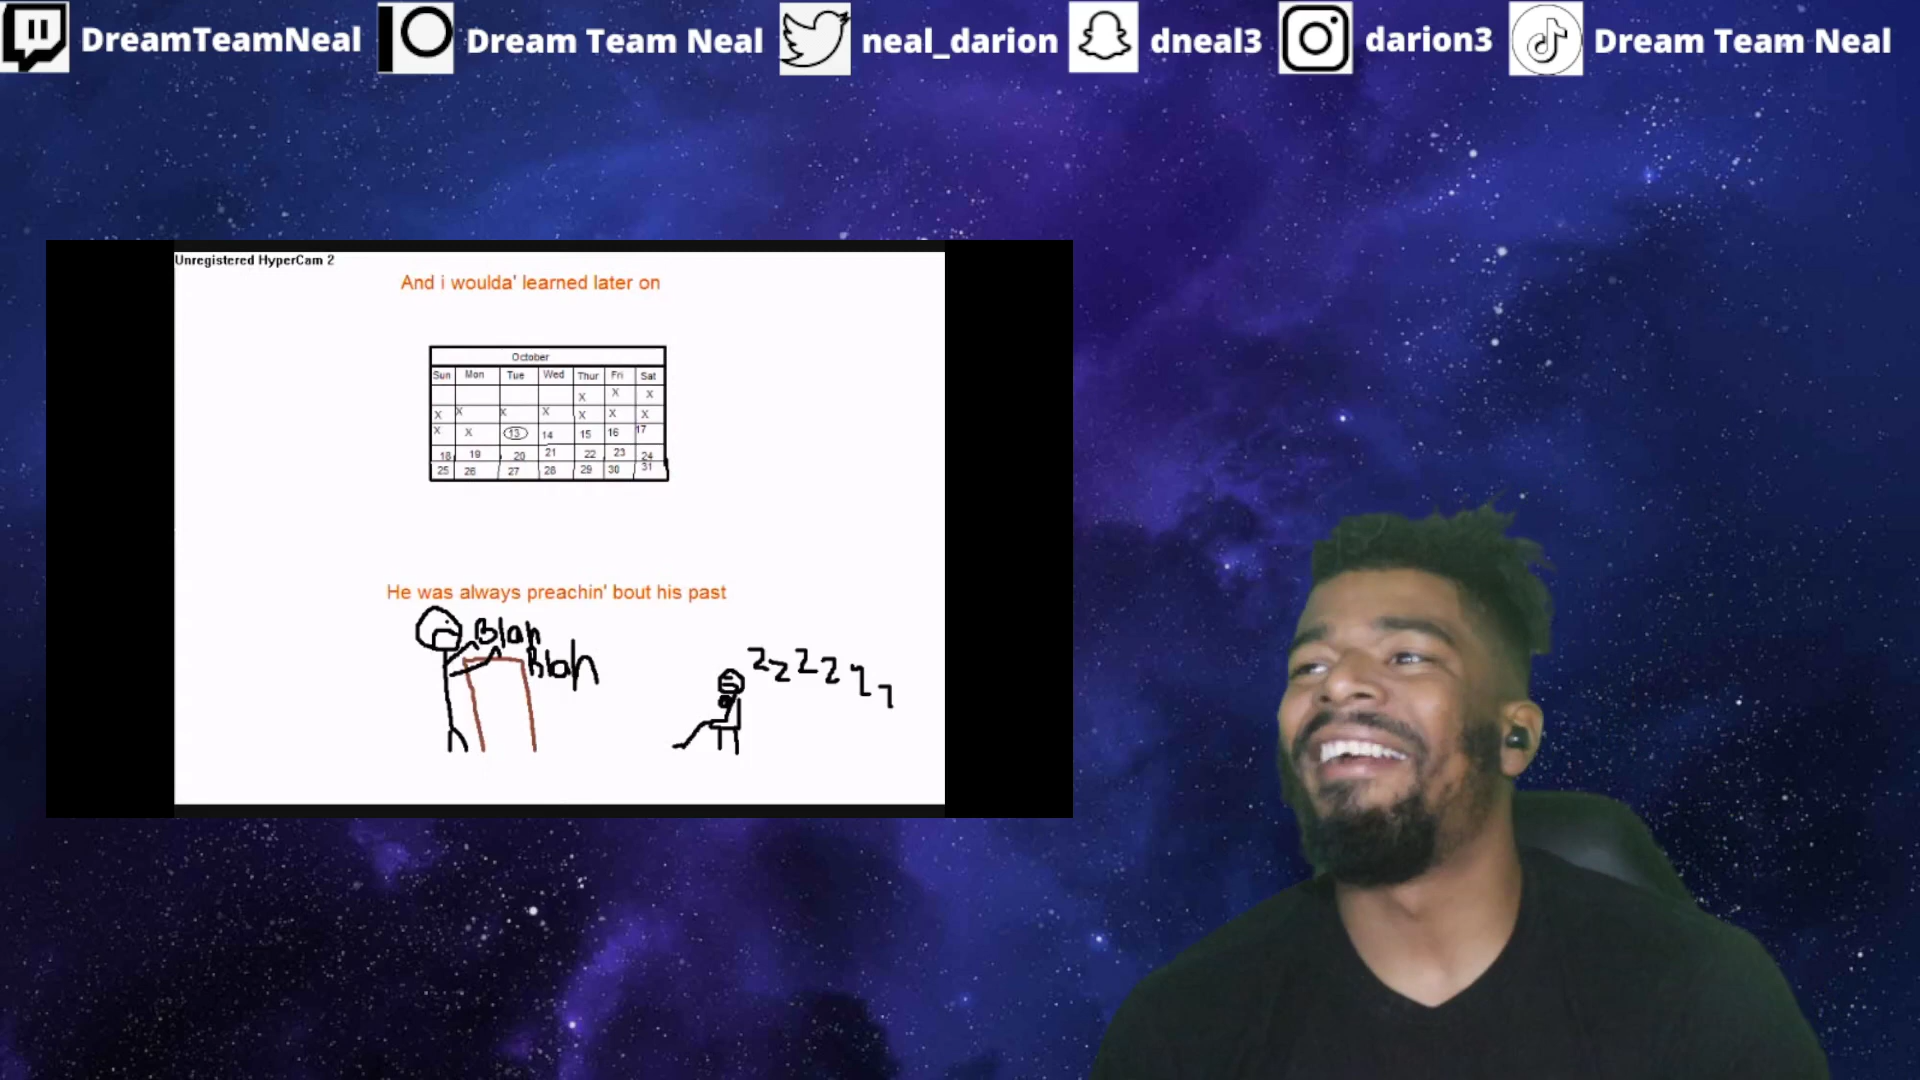 DreamTeamNeal Dream Team Neal neal_darion dneal3 darion3 Dream Team Neal
Unregistered HyperCam 2
And i woulda' learned later on
October
Sun Mon Tue Wed Thur Fri Sat
X X X
X X X X X X X
X X 13 14 15 16 17
18 19 20 21 22 23 24
25 26 27 28 29 30 31
He was always preachin' bout his past
Blah
Blah
zzzzzz